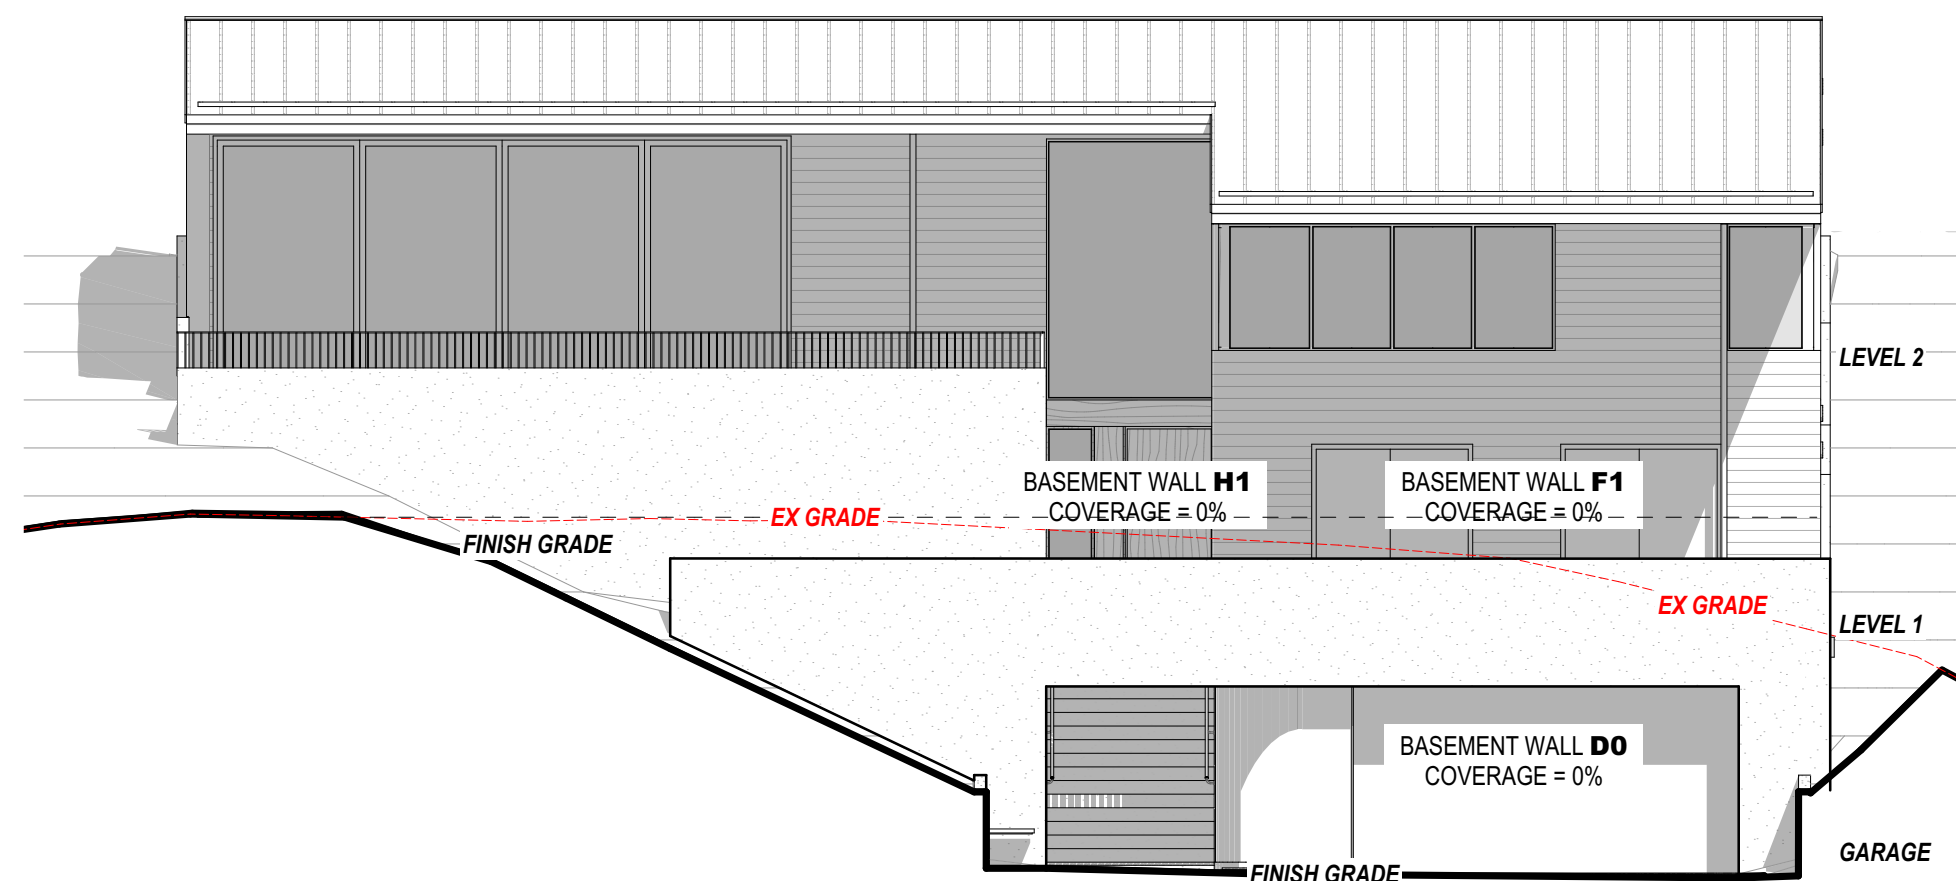 LEVEL 2
BASEMENT WALL H1
COVERAGE = 0%
BASEMENT WALL F1
COVERAGE = 0%
EX GRADE
FINISH GRADE
EX GRADE
LEVEL 1
BASEMENT WALL D0
COVERAGE = 0%
GARAGE
FINISH GRADE